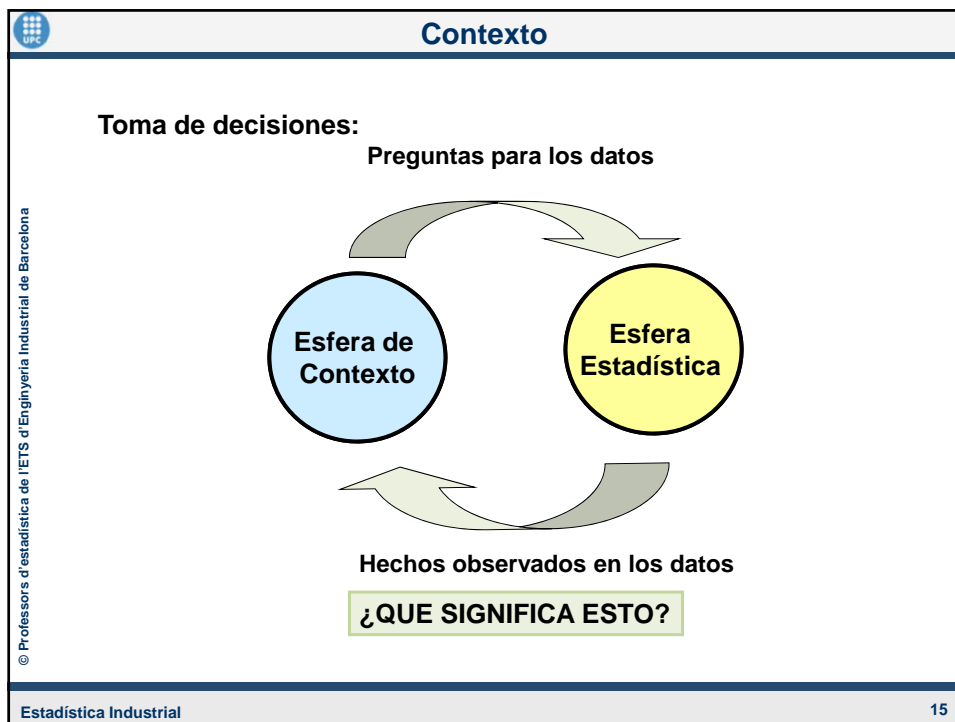 UPC
Contexto
Toma de decisiones:
Preguntas para los datos
Esfera de
Contexto
Esfera
Estadística
Hechos observados en los datos
¿QUE SIGNIFICA ESTO?
© Professors d'estadística de l'ETS d'Enginyeria Industrial de Barcelona
Estadística Industrial
15